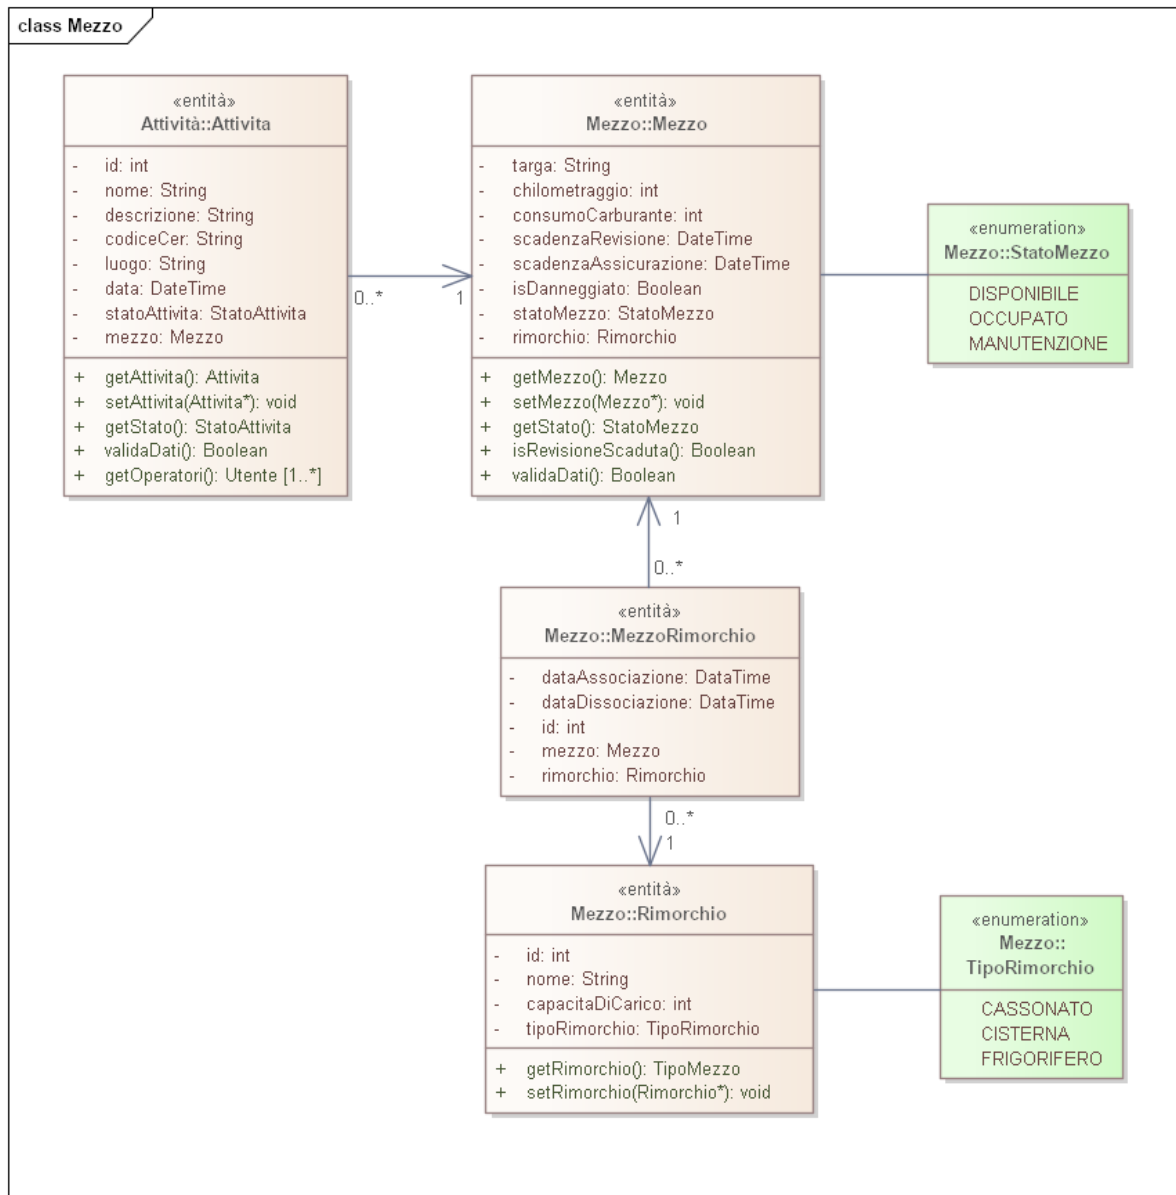 class Mezzo
«entità»
Attività::Attivita
- id: int
- nome: String
- descrizione: String
- codiceCer: String
- luogo: String
- data: DateTime
- statoAttivita: StatoAttivita
- mezzo: Mezzo
+ getAttivita(): Attivita
+ setAttivita(Attivita*): void
+ getStato(): StatoAttivita
+ validaDati(): Boolean
+ getOperatori(): Utente [1..*]
0..*
1
«entità»
Mezzo::Mezzo
- targa: String
- chilometraggio: int
- consumoCarburante: int
- scadenzaRevisione: DateTime
- scadenzaAssicurazione: DateTime
- isDanneggiato: Boolean
- statoMezzo: StatoMezzo
- rimorchio: Rimorchio
+ getMezzo(): Mezzo
+ setMezzo(Mezzo*): void
+ getStato(): StatoMezzo
+ isRevisioneScaduta(): Boolean
+ validaDati(): Boolean
«enumeration»
Mezzo::StatoMezzo
DISPONIBILE
OCCUPATO
MANUTENZIONE
1
0..*
«entità»
Mezzo::MezzoRimorchio
- dataAssociazione: DataTime
- dataDissociazione: DataTime
- id: int
- mezzo: Mezzo
- rimorchio: Rimorchio
0..*
1
«entità»
Mezzo::Rimorchio
- id: int
- nome: String
- capacitaDiCarico: int
- tipoRimorchio: TipoRimorchio
+ getRimorchio(): TipoMezzo
+ setRimorchio(Rimorchio*): void
«enumeration»
Mezzo::
TipoRimorchio
CASSONATO
CISTERNA
FRIGORIFERO